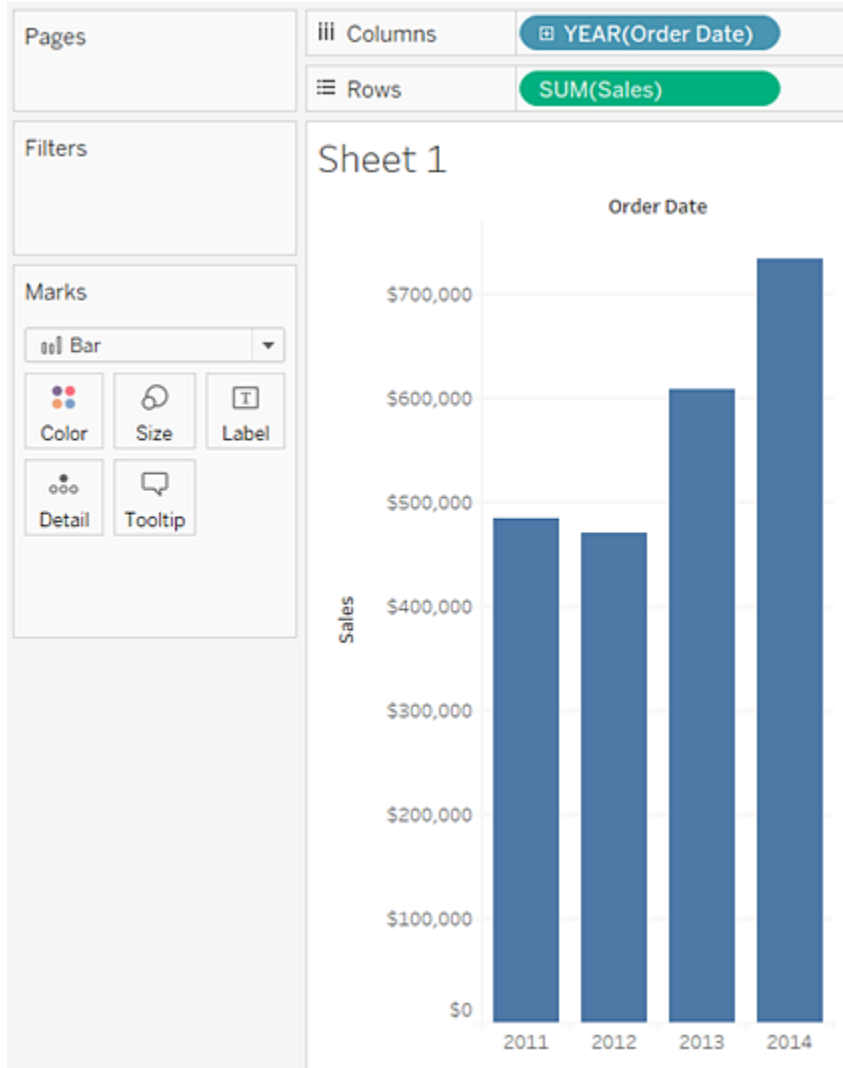 Pages
iii Columns
YEAR(Order Date)
Rows
SUM(Sales)
Filters
Marks
Bar
Color
Size
T
Label
Detail
Tooltip
Sheet 1
Order Date
Sales
$700,000
$600,000
$500,000
$400,000
$300,000
$200,000
$100,000
$0
2011 2012 2013 2014